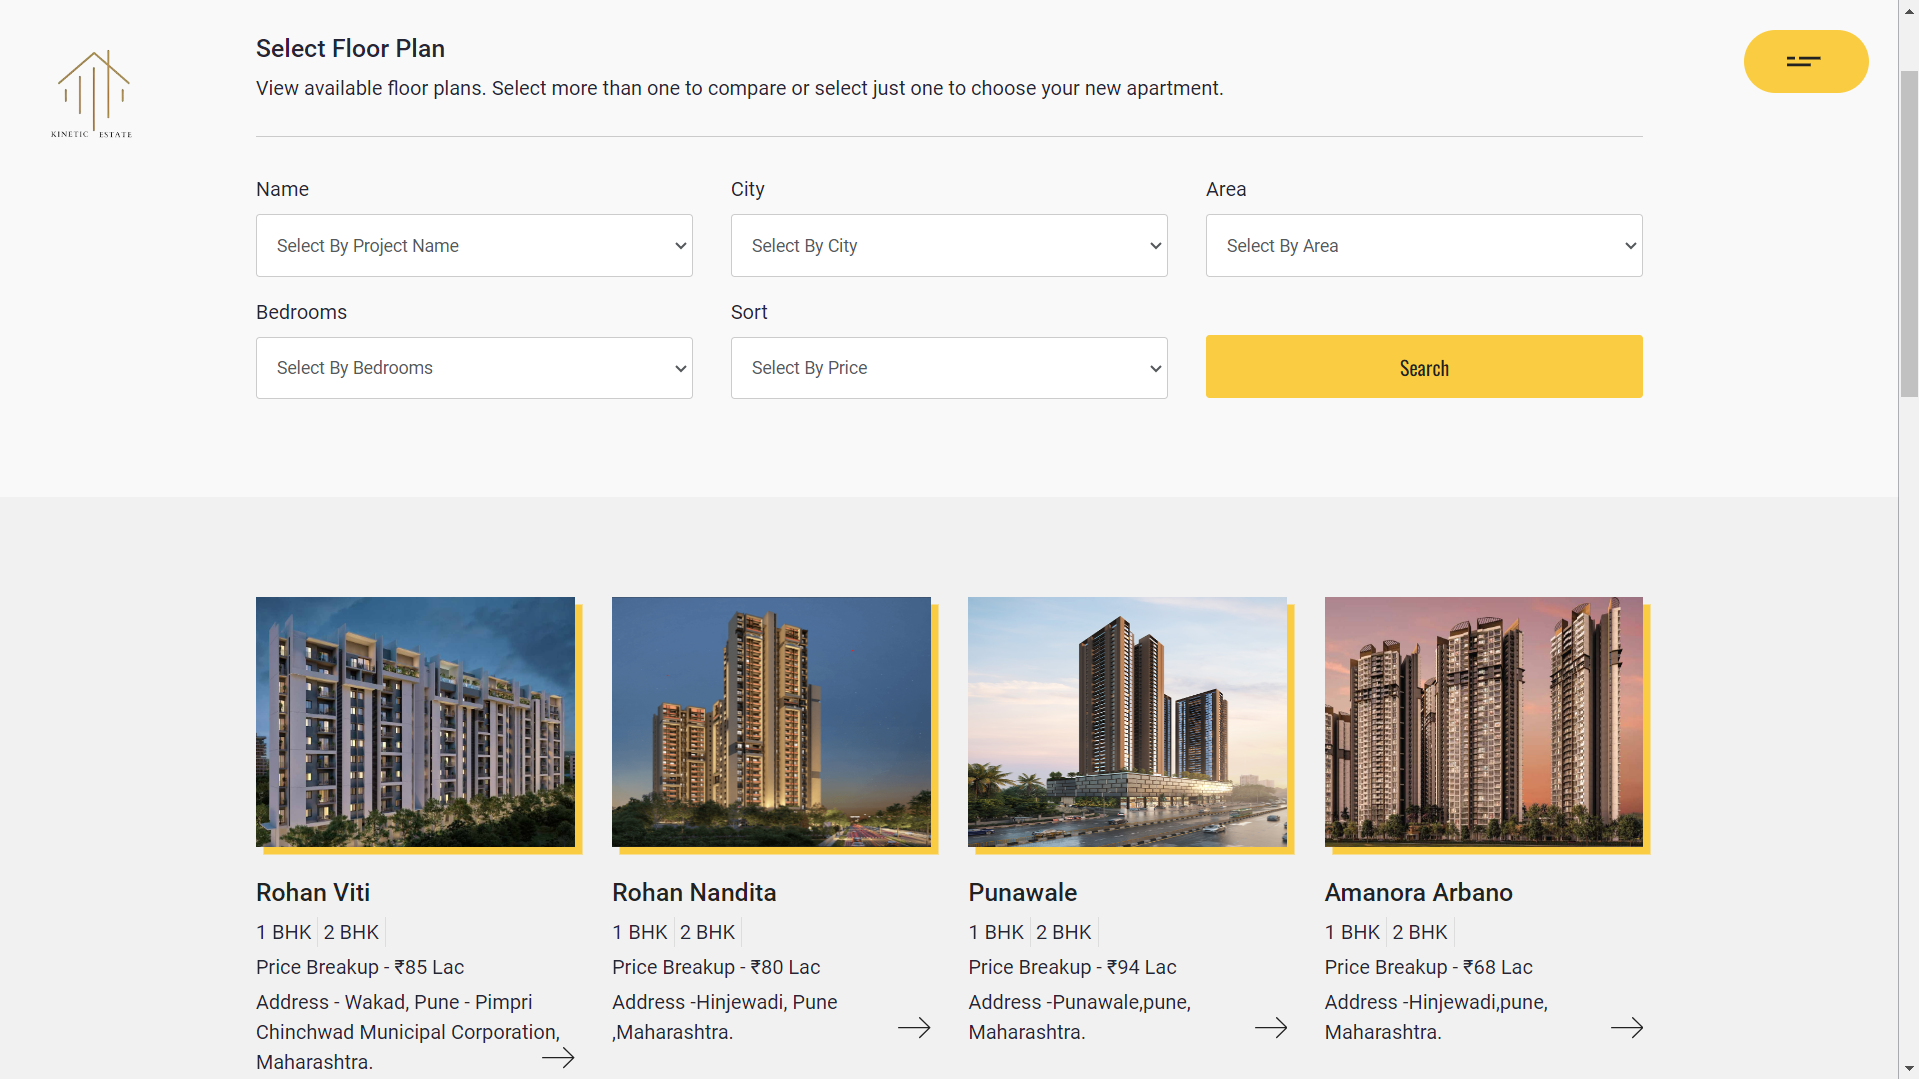 Select Floor Plan
View available floor plans. Select more than one to compare or select just one to choose your new apartment.
KINETIC ESTATE
Name
City
Area
Select By Project Name
Select By City
Select By Area
Bedrooms
Sort
Select By Bedrooms
Select By Price
Search
Rohan Viti
1 BHK 2 BHK
Price Breakup - ₹85 Lac
Address - Wakad, Pune - Pimpri
Chinchwad Municipal Corporation,
Maharashtra.
Rohan Nandita
1 BHK 2 BHK
Price Breakup - ₹80 Lac
Address -Hinjewadi, Pune
,Maharashtra.
Punawale
1 BHK 2 BHK
Price Breakup - ₹94 Lac
Address -Punawale,pune,
Maharashtra.
Amanora Arbano
1 BHK 2 BHK
Price Breakup - ₹68 Lac
Address -Hinjewadi,pune,
Maharashtra.